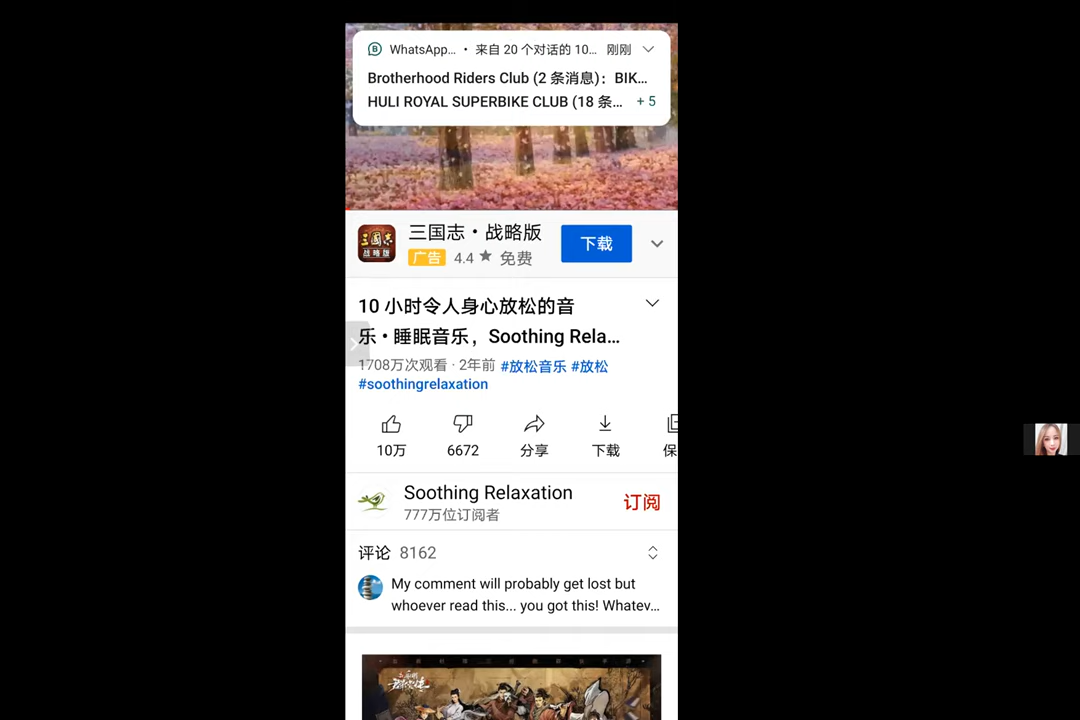 WhatsApp... • 来自 20 个对话的 10... 刚刚
Brotherhood Riders Club (2 条消息)：BIK...
HULI ROYAL SUPERBIKE CLUB (18 条... + 5
三国志・战略版
广告 4.4 ★ 免费
下载
10 小时令人身心放松的音
乐・睡眠音乐，Soothing Rela...
1708万次观看 · 2年前 #放松音乐 #放松
#soothingrelaxation
10万 6672 分享 下载 保
Soothing Relaxation
777万位订阅者
订阅
评论 8162
My comment will probably get lost but
whoever read this... you got this! Whatev...